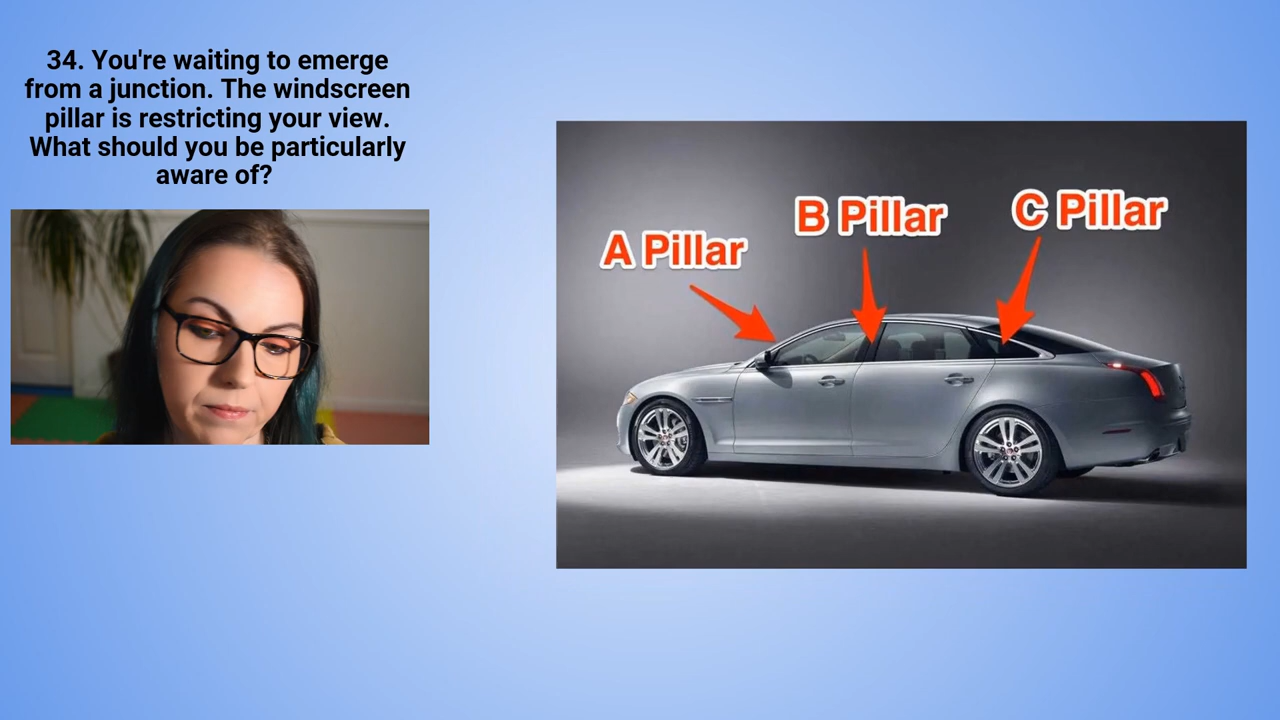 34. You're waiting to emerge
from a junction. The windscreen
pillar is restricting your view.
What should you be particularly
aware of?
A Pillar
B Pillar
C Pillar